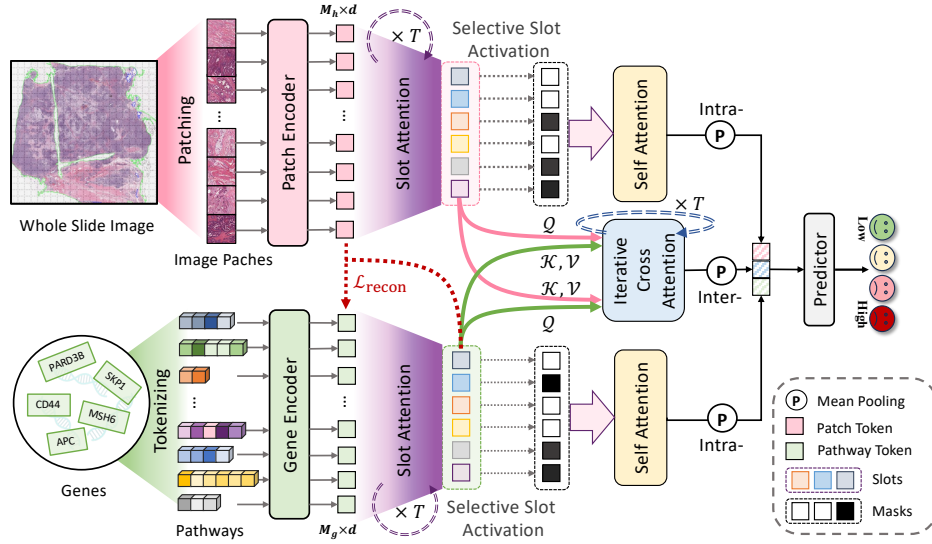 M_h × d
× T
Selective Slot
Activation
Patching
Patch Encoder
Slot Attention
Self Attention
Intra-
P
Whole Slide Image
Image Paches
...
...
Q
K, V
× T
Iterative
Cross
Attention
P
Inter-
Predictor
Low
High
L_recon
K, V
Q
PARD3B
SKP1
CD44
MSH6
APC
Genes
Tokenizing
...
Pathways
Gene Encoder
...
M_g × d
Slot Attention
× T
Selective Slot
Activation
Self Attention
P
Intra-
P Mean Pooling
Patch Token
Pathway Token
Slots
Masks